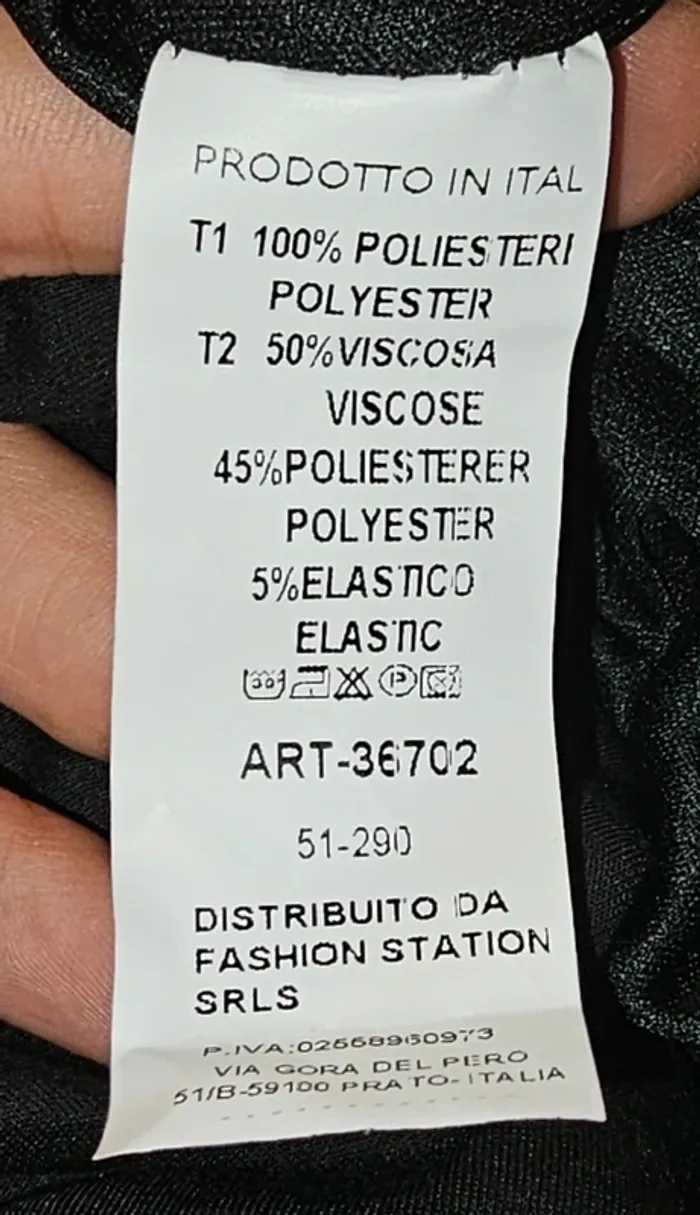 PRODOTTO IN ITAL
T1 100% POLIESTERI
POLYESTER
T2 50%VISCOSA
VISCOSE
45%POLIESTERER
POLYESTER
5%ELASTICO
ELASTIC
30 P
ART-36702
51-290
DISTRIBUITO DA
FASHION STATION
SRLS
P.IVA:02668960973
VIA GORA DEL PERO
51/B-59100 PRATO-ITALIA